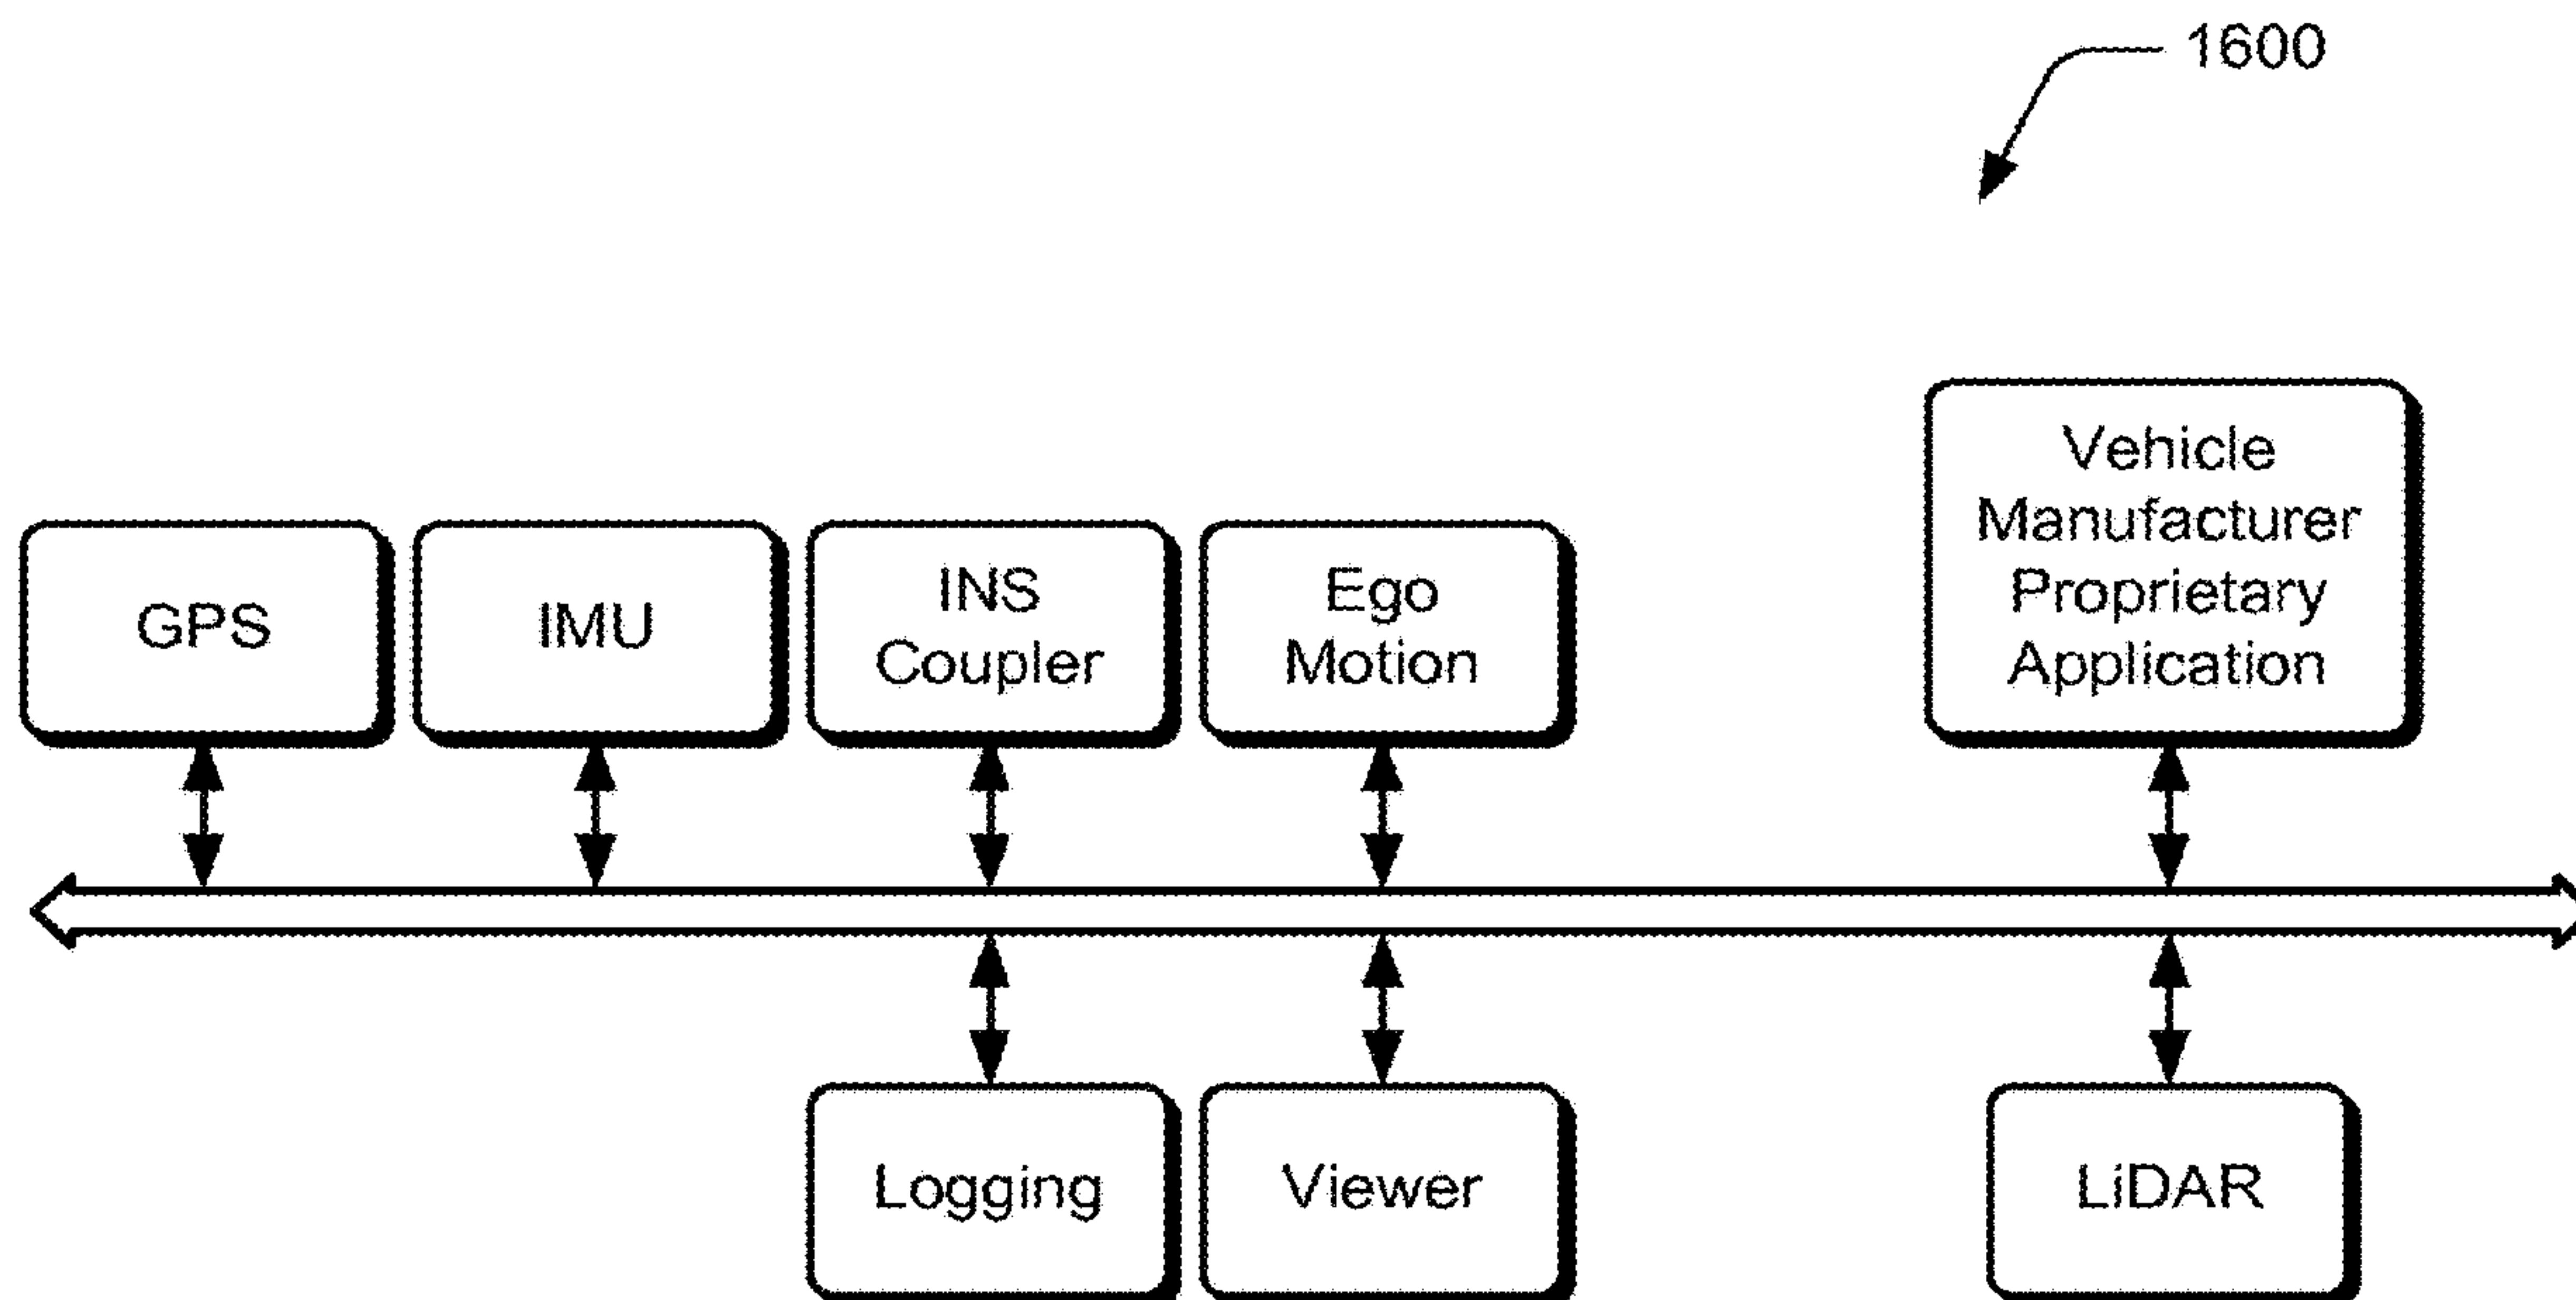 1600
Vehicle
Manufacturer
Proprietary
Application
GPS
IMU
INS
Coupler
Ego
Motion
Logging
Viewer
LiDAR